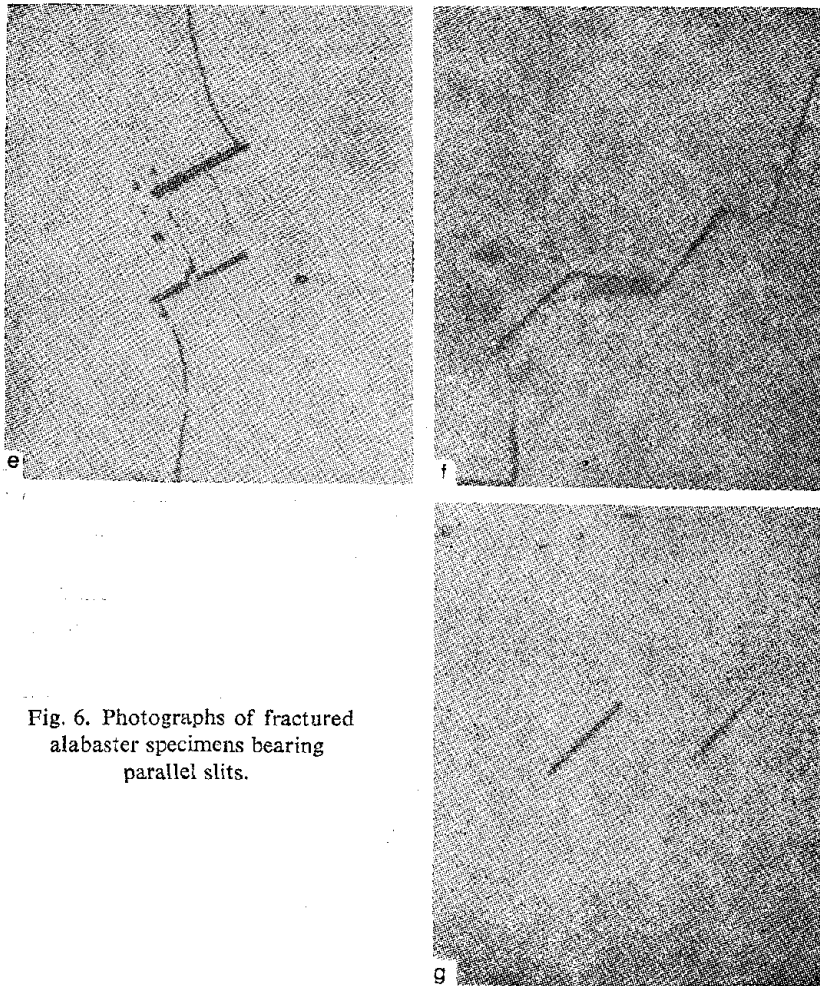 e
f
Fig. 6. Photographs of fractured
alabaster specimens bearing
parallel slits.
g